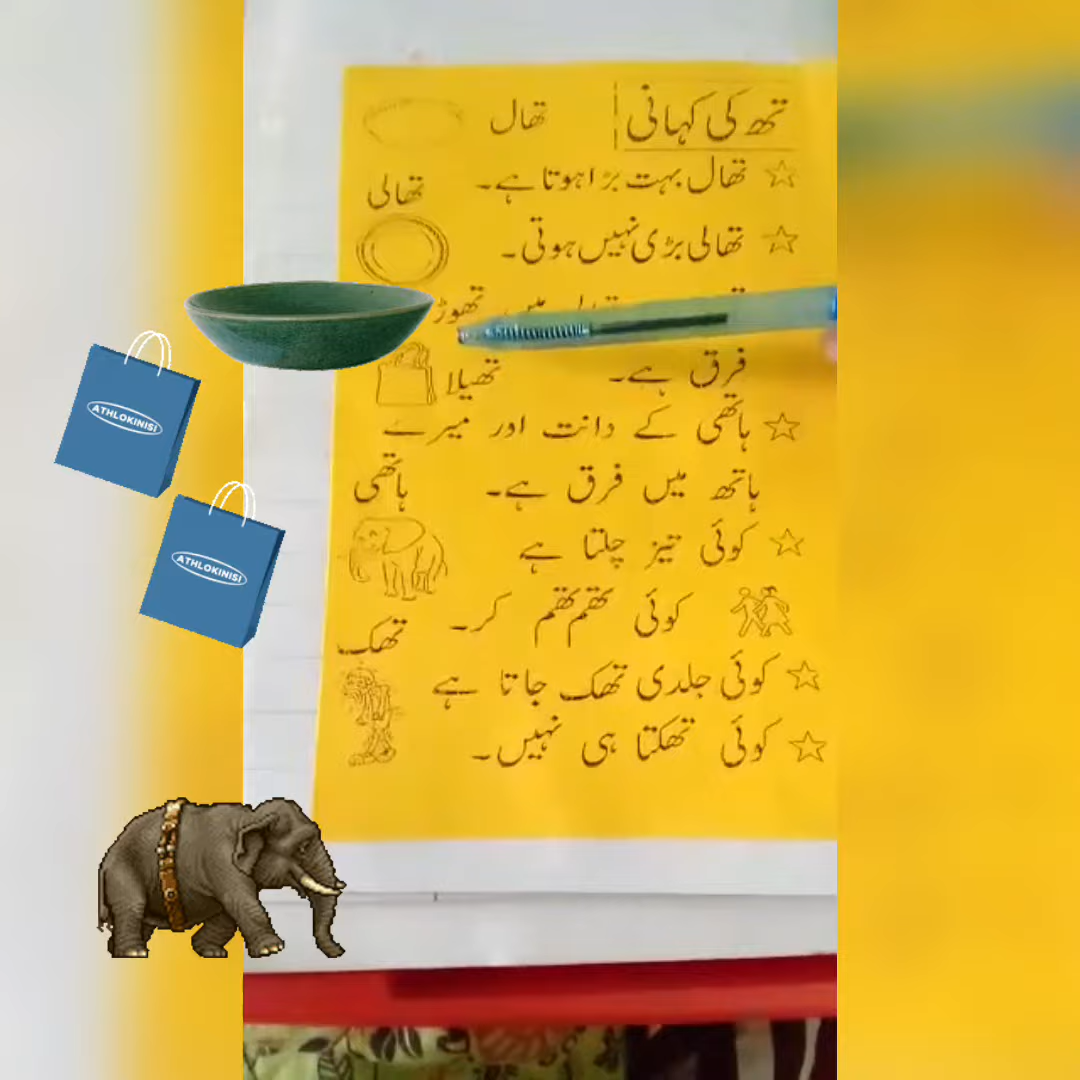 تھ کی کہانی
تھال
تھال بہت بڑا ہوتا ہے۔
تھالی
تھالی بڑی نہیں ہوتی۔
میں
فرق ہے۔
تھیلا
ہاتھی کے دانت اور میرے
ہاتھ میں فرق ہے۔
ہاتھی
کوئی تیز چلتا ہے
کوئی تھم تھم کر۔
تھک
کوئی جلدی تھک جاتا ہے
کوئی تھکتا ہی نہیں۔
ATHLOKINISI
ATHLOKINISI